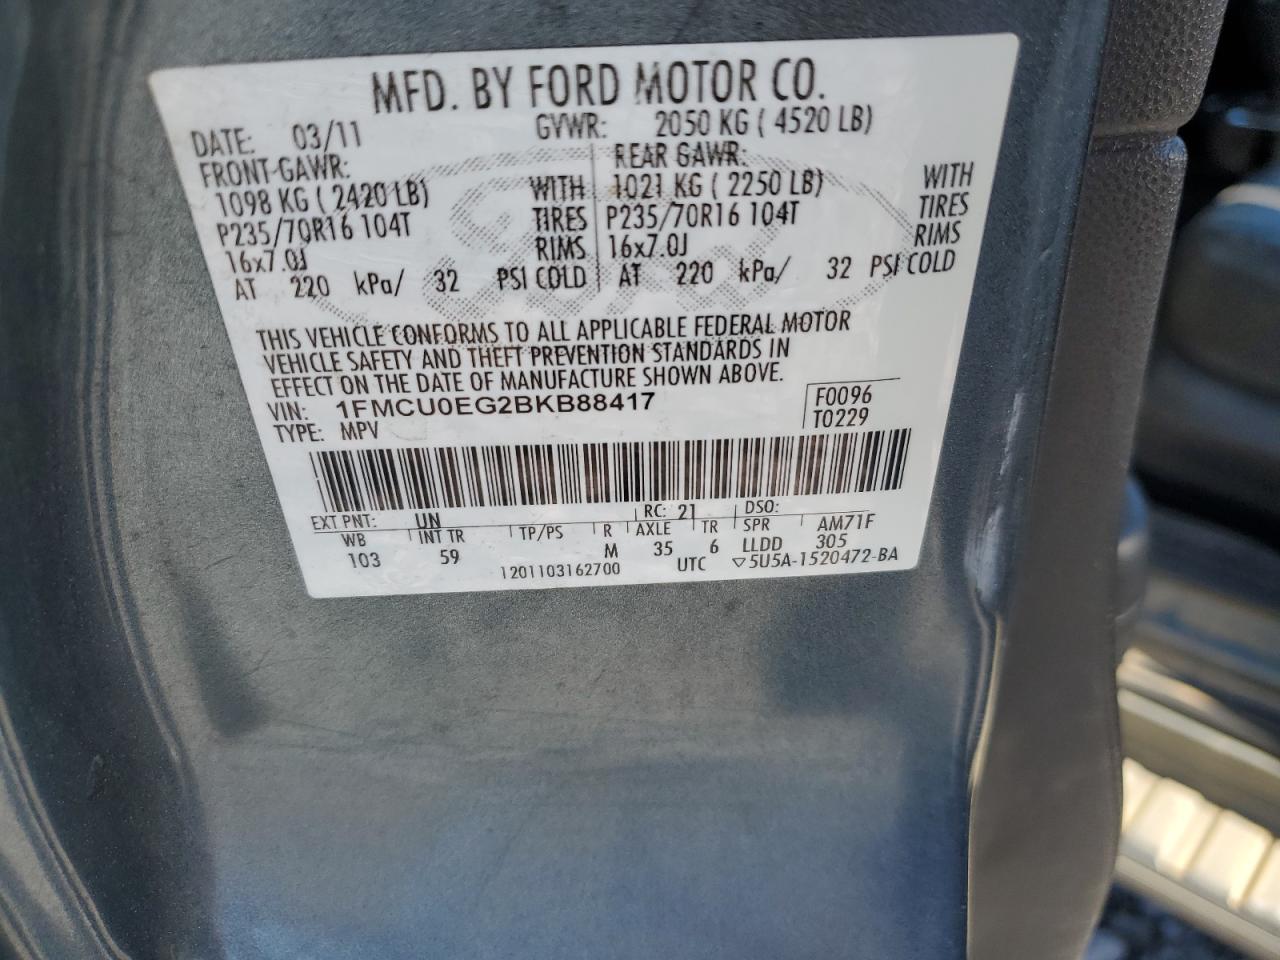 MFD. BY FORD MOTOR CO.
DATE: 03/11 GVWR: 2050 KG ( 4520 LB)
FRONT-GAWR: REAR GAWR:
1098 KG ( 2420 LB) WITH 1021 KG ( 2250 LB) WITH
P235/70R16 104T TIRES P235/70R16 104T TIRES
16x7.0J RIMS 16x7.0J RIMS
AT 220 kPa/ 32 PSI COLD AT 220 kPa/ 32 PSI COLD
Ford
THIS VEHICLE CONFORMS TO ALL APPLICABLE FEDERAL MOTOR
VEHICLE SAFETY AND THEFT PREVENTION STANDARDS IN
EFFECT ON THE DATE OF MANUFACTURE SHOWN ABOVE.
VIN: 1FMCU0EG2BKB88417 F0096
TYPE: MPV T0229
EXT PNT: UN RC: 21 DSO:
WB INT TR TP/PS R AXLE TR SPR AM71F
103 59 M 35 6 LLDD 305
1201103162700 UTC ▽5U5A-1520472-BA